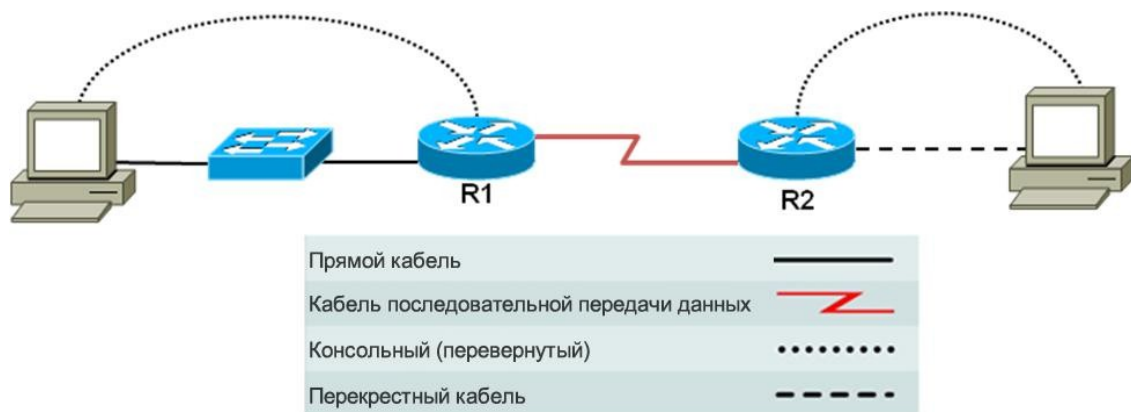 R1
R2
Прямой кабель
Кабель последовательной передачи данных
Консольный (перевернутый)
Перекрестный кабель